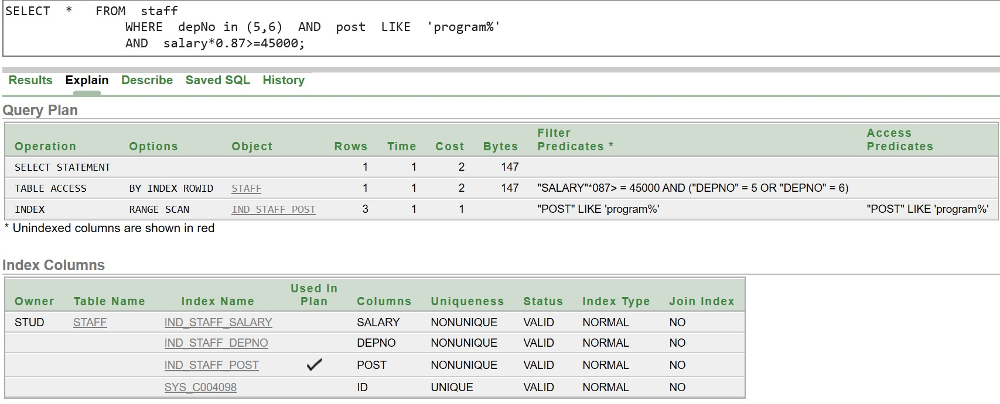 SELECT * FROM staff
WHERE depNo in (5,6) AND post LIKE 'program%'
AND salary*0.87>=45000;
Results Explain Describe Saved SQL History
Query Plan
Operation Options Object Rows Time Cost Bytes Filter Predicates * Access Predicates
SELECT STATEMENT 1 1 2 147
TABLE ACCESS BY INDEX ROWID STAFF 1 1 2 147 "SALARY"*087> = 45000 AND ("DEPNO" = 5 OR "DEPNO" = 6)
INDEX RANGE SCAN IND_STAFF_POST 3 1 1 "POST" LIKE 'program%' "POST" LIKE 'program%'
* Unindexed columns are shown in red
Index Columns
Owner Table Name Index Name Used In Plan Columns Uniqueness Status Index Type Join Index
STUD STAFF IND_STAFF_SALARY SALARY NONUNIQUE VALID NORMAL NO
IND_STAFF_DEPNO DEPNO NONUNIQUE VALID NORMAL NO
IND_STAFF_POST POST NONUNIQUE VALID NORMAL NO
SYS_C004098 ID UNIQUE VALID NORMAL NO